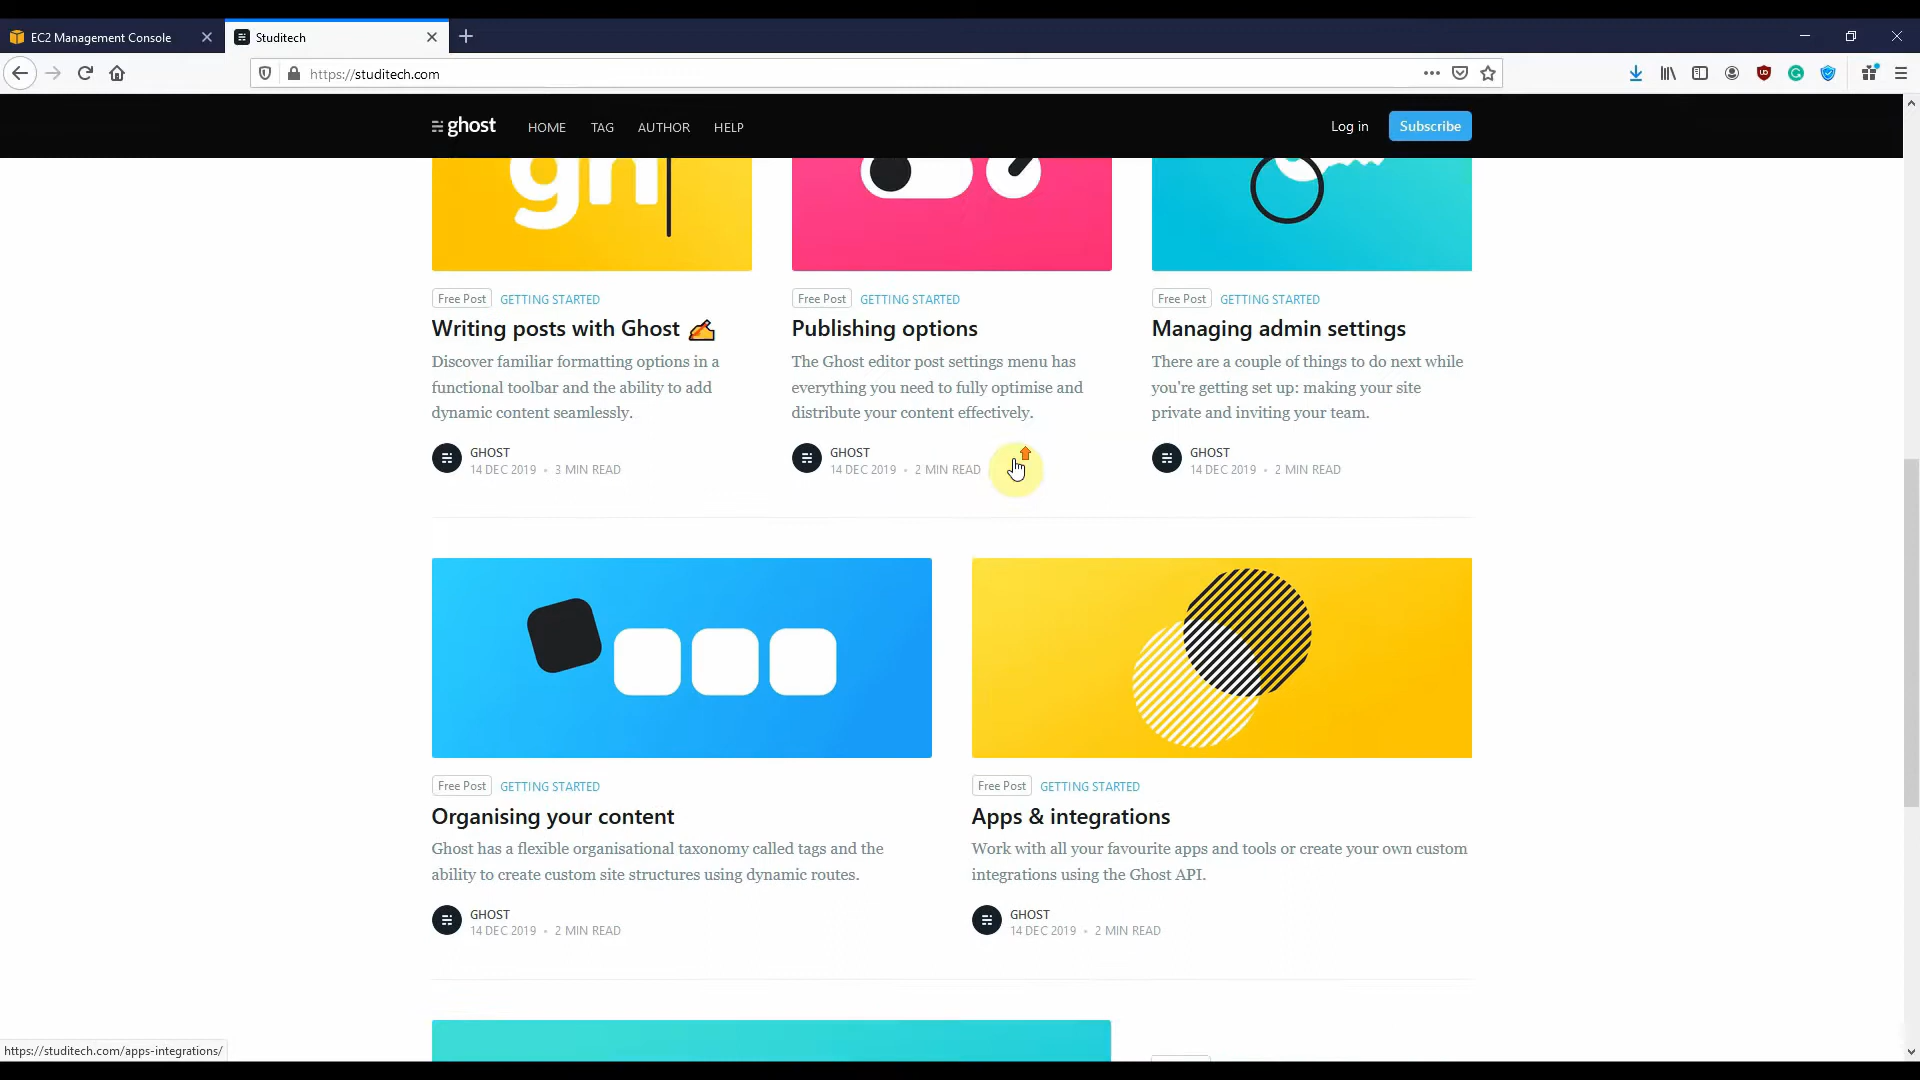 EC2 Management Console
Studitech
https://studitech.com
ghost
HOME
TAG
AUTHOR
HELP
Log in
Subscribe
gh
Free Post GETTING STARTED
Writing posts with Ghost ✍️
Discover familiar formatting options in a
functional toolbar and the ability to add
dynamic content seamlessly.
GHOST
14 DEC 2019 • 3 MIN READ
Free Post GETTING STARTED
Publishing options
The Ghost editor post settings menu has
everything you need to fully optimise and
distribute your content effectively.
GHOST
14 DEC 2019 • 2 MIN READ
Free Post GETTING STARTED
Managing admin settings
There are a couple of things to do next while
you're getting set up: making your site
private and inviting your team.
GHOST
14 DEC 2019 • 2 MIN READ
Free Post GETTING STARTED
Organising your content
Ghost has a flexible organisational taxonomy called tags and the
ability to create custom site structures using dynamic routes.
GHOST
14 DEC 2019 • 2 MIN READ
Free Post GETTING STARTED
Apps & integrations
Work with all your favourite apps and tools or create your own custom
integrations using the Ghost API.
GHOST
14 DEC 2019 • 2 MIN READ
https://studitech.com/apps-integrations/